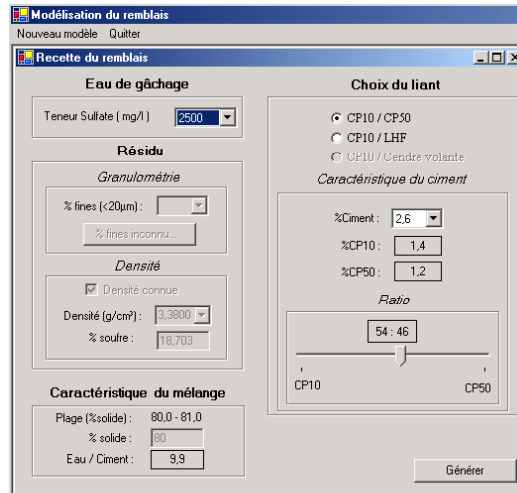 Modélisation du remblais
Nouveau modèle Quitter
Recette du remblais
Eau de gâchage
Teneur Sulfate ( mg/l ) 2500
Résidu
Granulométrie
% fines (<20µm) :
% fines inconnu...
Densité
Densité connue
Densité (g/cm³) : 3,3800
% soufre : 18,703
Caractéristique du mélange
Plage (%solide) : 80,0 - 81,0
% solide : 80
Eau / Ciment : 9,9
Choix du liant
CP10 / CP50
CP10 / LHF
CP10 / Cendre volante
Caractéristique du ciment
%Ciment : 2,6
%CP10 : 1,4
%CP50 : 1,2
Ratio
54 : 46
CP10 CP50
Générer